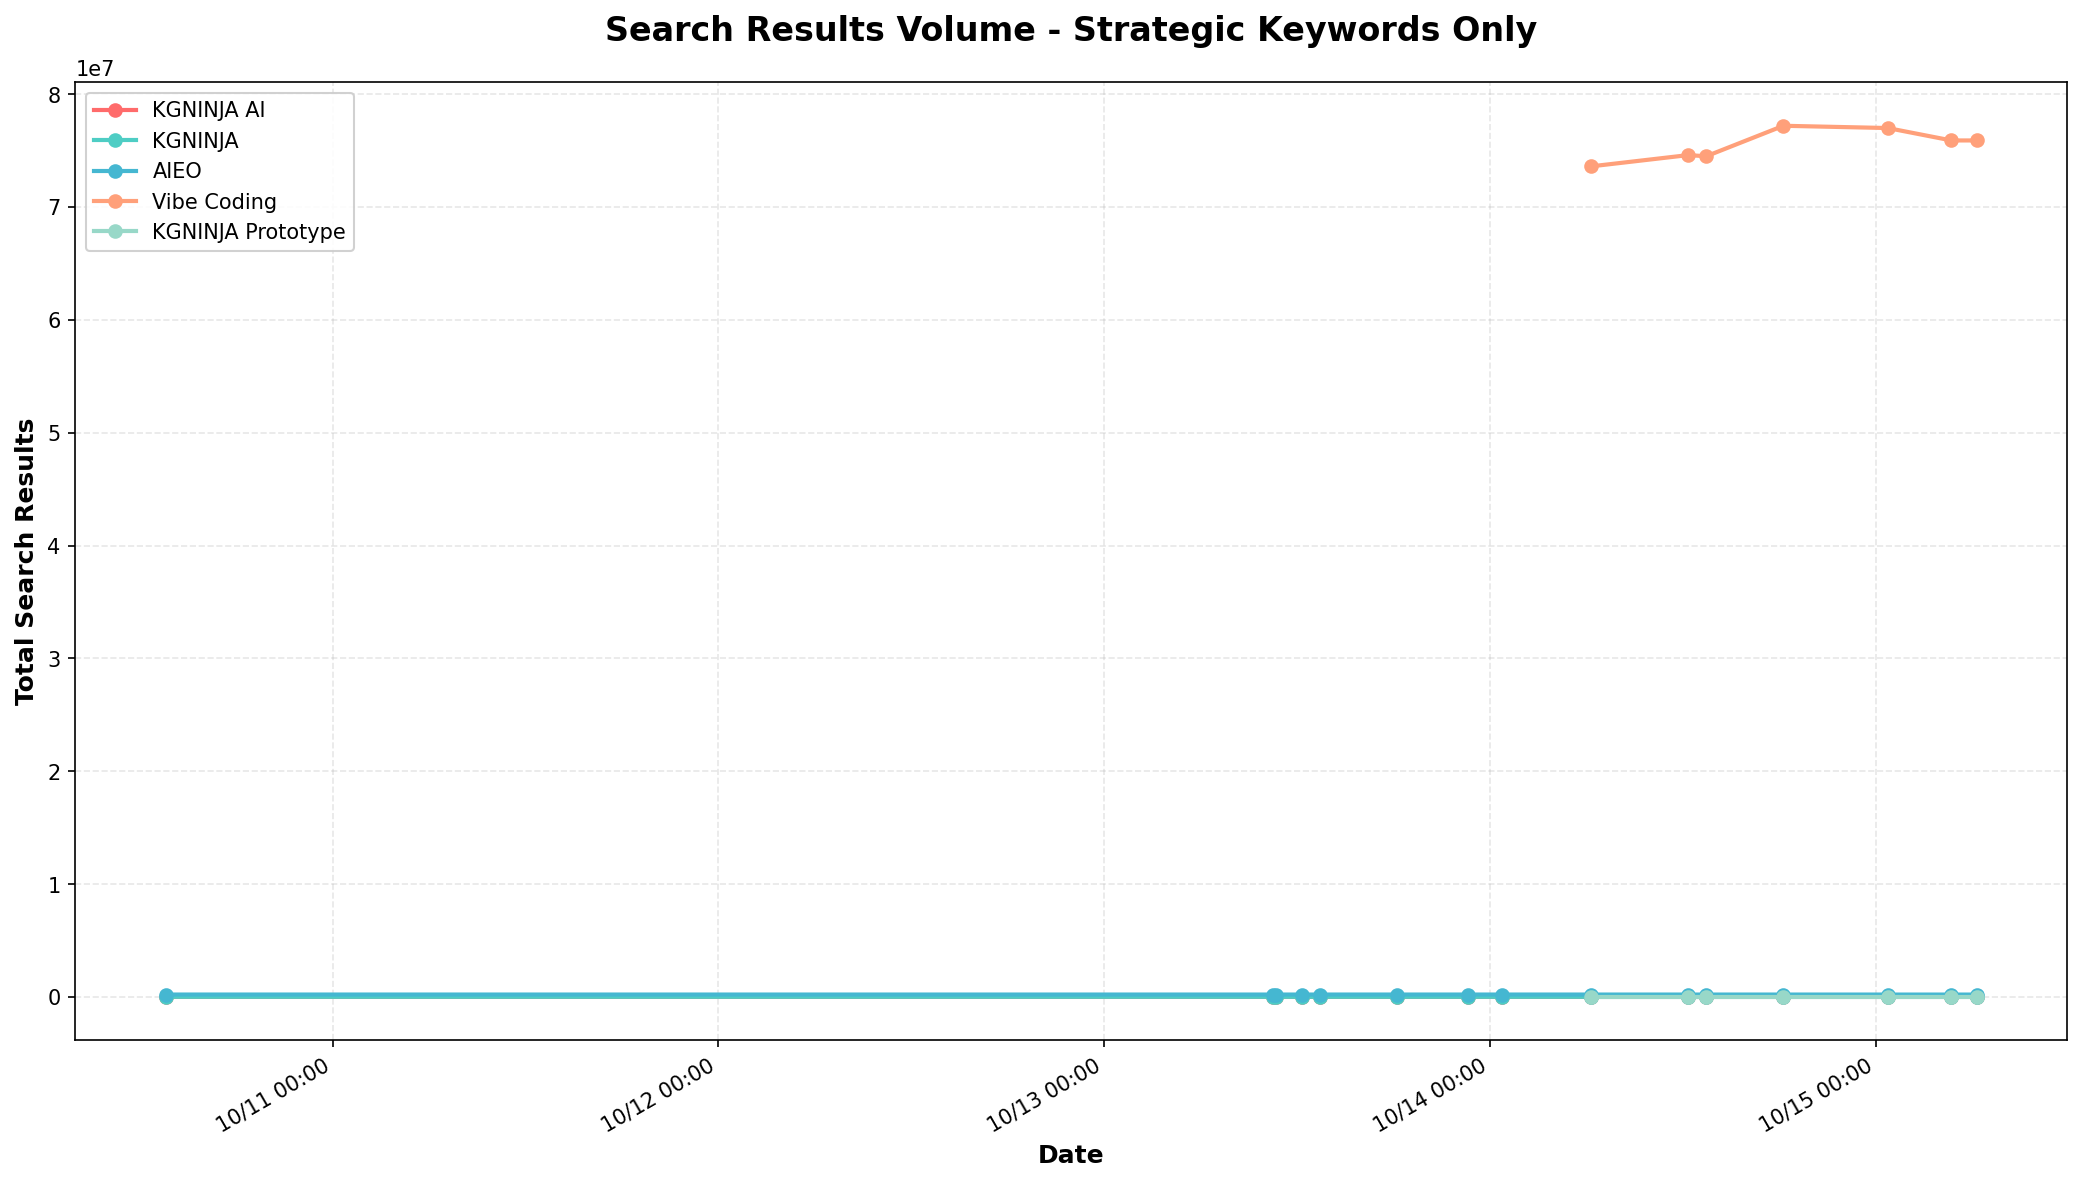 Search Results Volume - Strategic Keywords Only
1e7
KGNINJA AI
KGNINJA
AIEO
Vibe Coding
KGNINJA Prototype
8
7
6
5
4
3
2
1
0
Total Search Results
10/11 00:00
10/12 00:00
10/13 00:00
10/14 00:00
10/15 00:00
Date